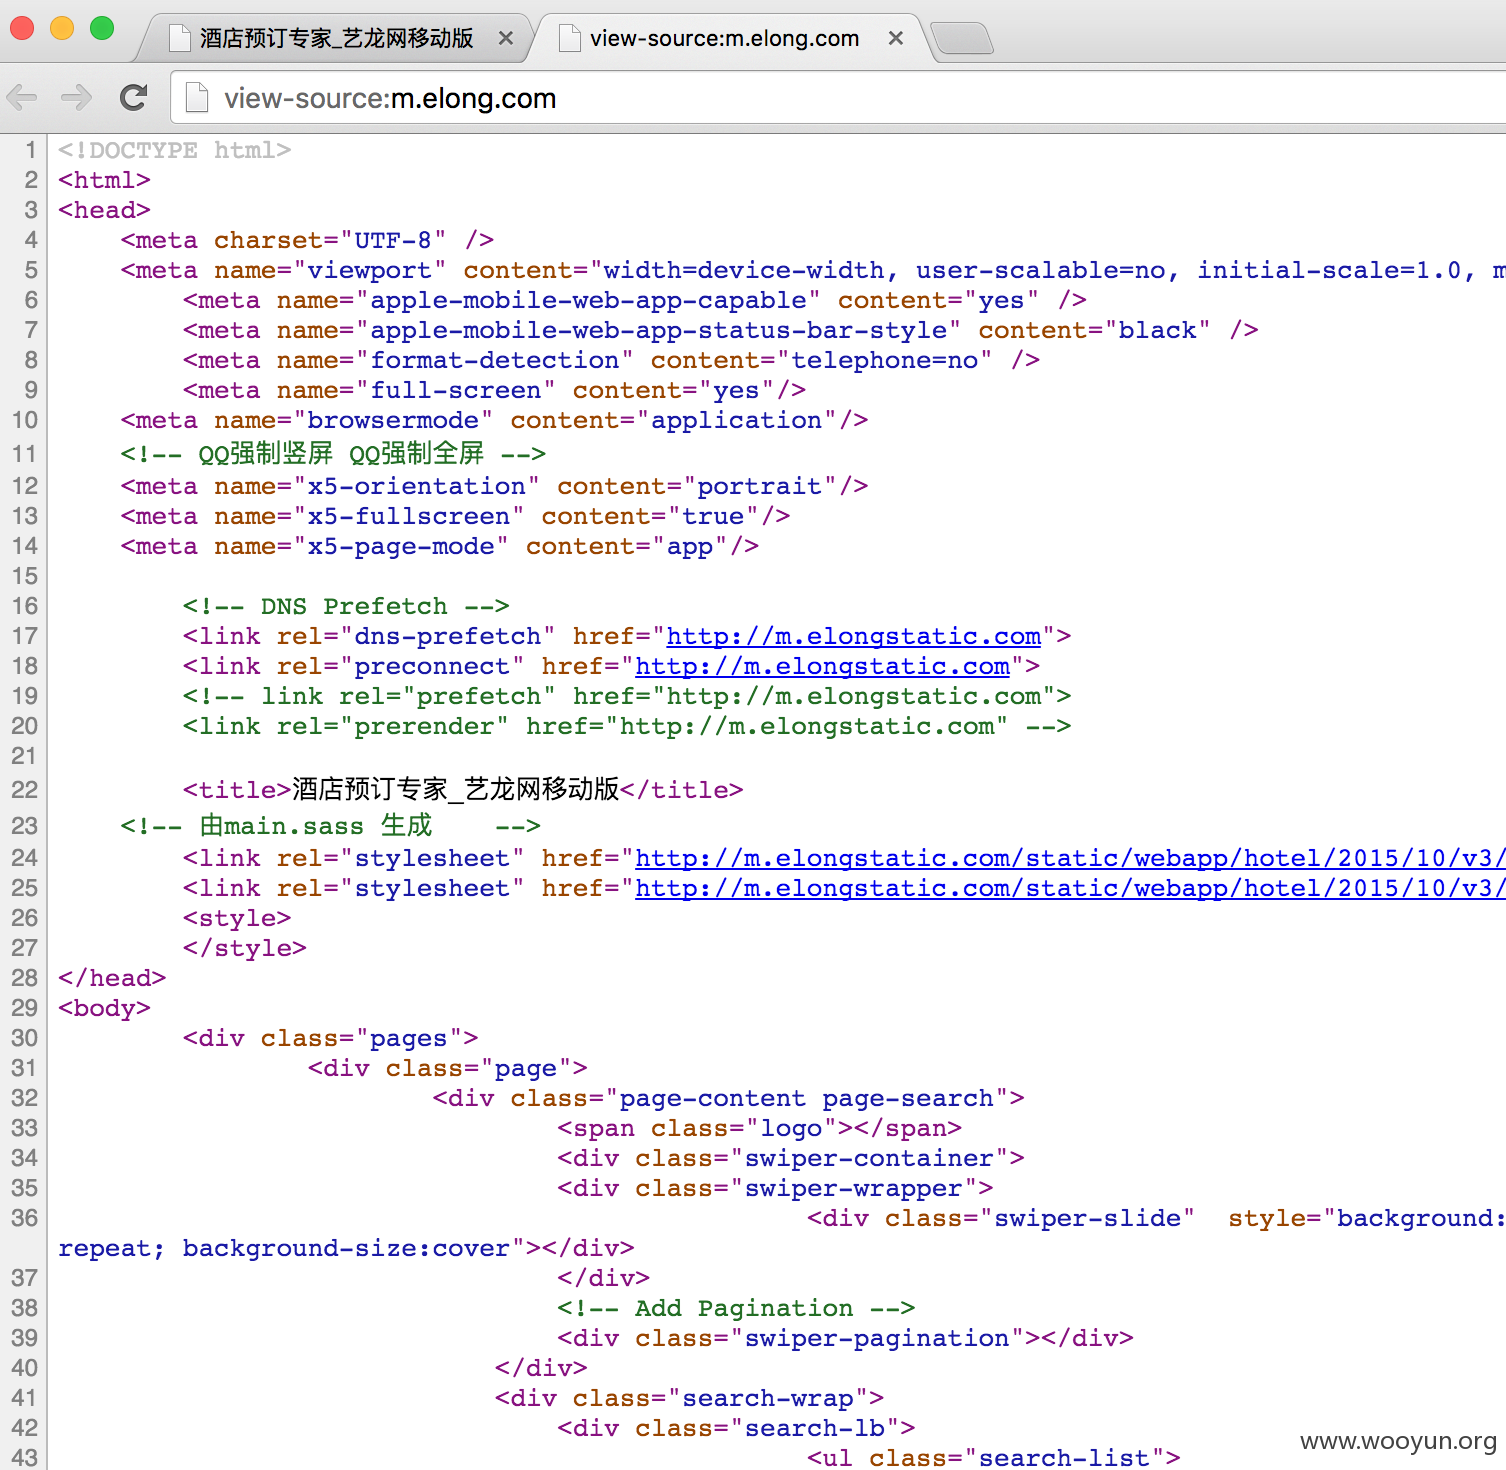 酒店预订专家_艺龙网移动版
view-source:m.elong.com
view-source:m.elong.com
1 <!DOCTYPE html>
2 <html>
3 <head>
4 <meta charset="UTF-8" />
5 <meta name="viewport" content="width=device-width, user-scalable=no, initial-scale=1.0, m
6 <meta name="apple-mobile-web-app-capable" content="yes" />
7 <meta name="apple-mobile-web-app-status-bar-style" content="black" />
8 <meta name="format-detection" content="telephone=no" />
9 <meta name="full-screen" content="yes"/>
10 <meta name="browsermode" content="application"/>
11 <!-- QQ强制竖屏 QQ强制全屏 -->
12 <meta name="x5-orientation" content="portrait"/>
13 <meta name="x5-fullscreen" content="true"/>
14 <meta name="x5-page-mode" content="app"/>
15
16 <!-- DNS Prefetch -->
17 <link rel="dns-prefetch" href="http://m.elongstatic.com">
18 <link rel="preconnect" href="http://m.elongstatic.com">
19 <!-- link rel="prefetch" href="http://m.elongstatic.com">
20 <link rel="prerender" href="http://m.elongstatic.com" -->
21
22 <title>酒店预订专家_艺龙网移动版</title>
23 <!-- 由main.sass 生成 -->
24 <link rel="stylesheet" href="http://m.elongstatic.com/static/webapp/hotel/2015/10/v3/
25 <link rel="stylesheet" href="http://m.elongstatic.com/static/webapp/hotel/2015/10/v3/
26 <style>
27 </style>
28 </head>
29 <body>
30 <div class="pages">
31 <div class="page">
32 <div class="page-content page-search">
33 <span class="logo"></span>
34 <div class="swiper-container">
35 <div class="swiper-wrapper">
36 <div class="swiper-slide" style="background:
repeat; background-size:cover"></div>
37 </div>
38 <!-- Add Pagination -->
39 <div class="swiper-pagination"></div>
40 </div>
41 <div class="search-wrap">
42 <div class="search-lb">
43 <ul class="search-list">
www.wooyun.org